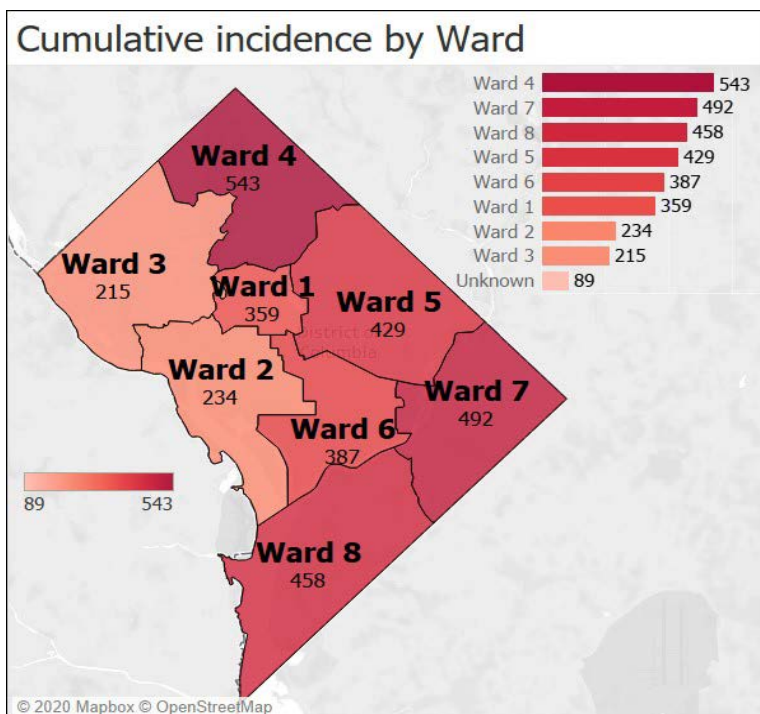 Cumulative incidence by Ward
Ward 4 543
Ward 7 492
Ward 8 458
Ward 5 429
Ward 6 387
Ward 1 359
Ward 2 234
Ward 3 215
Unknown 89
Ward 4
543
Ward 3
215
Ward 1
359
Ward 5
429
District of
Columbia
Ward 2
234
Ward 7
492
Ward 6
387
89 543
Ward 8
458
© 2020 Mapbox © OpenStreetMap